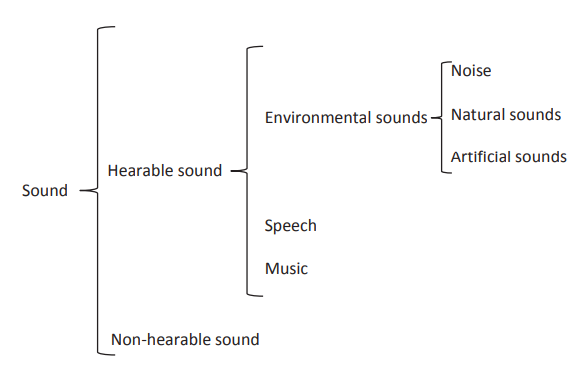 Noise
Environmental sounds
Natural sounds
Artificial sounds
Hearable sound
Sound
Speech
Music
Non-hearable sound